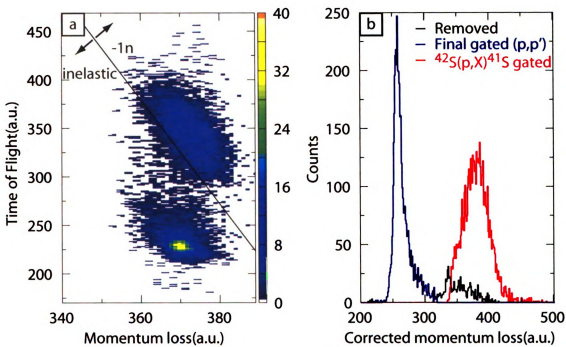 a
b
-1n
inelastic
Time of Flight(a.u.)
450
400
350
300
250
200
340
360
380
Momentum loss(a.u.)
40
32
24
16
8
0
Removed
Final gated (p,p')
⁴²S(p,X)⁴¹S gated
Counts
250
200
150
100
50
0
200
250
300
400
500
Corrected momentum loss(a.u.)